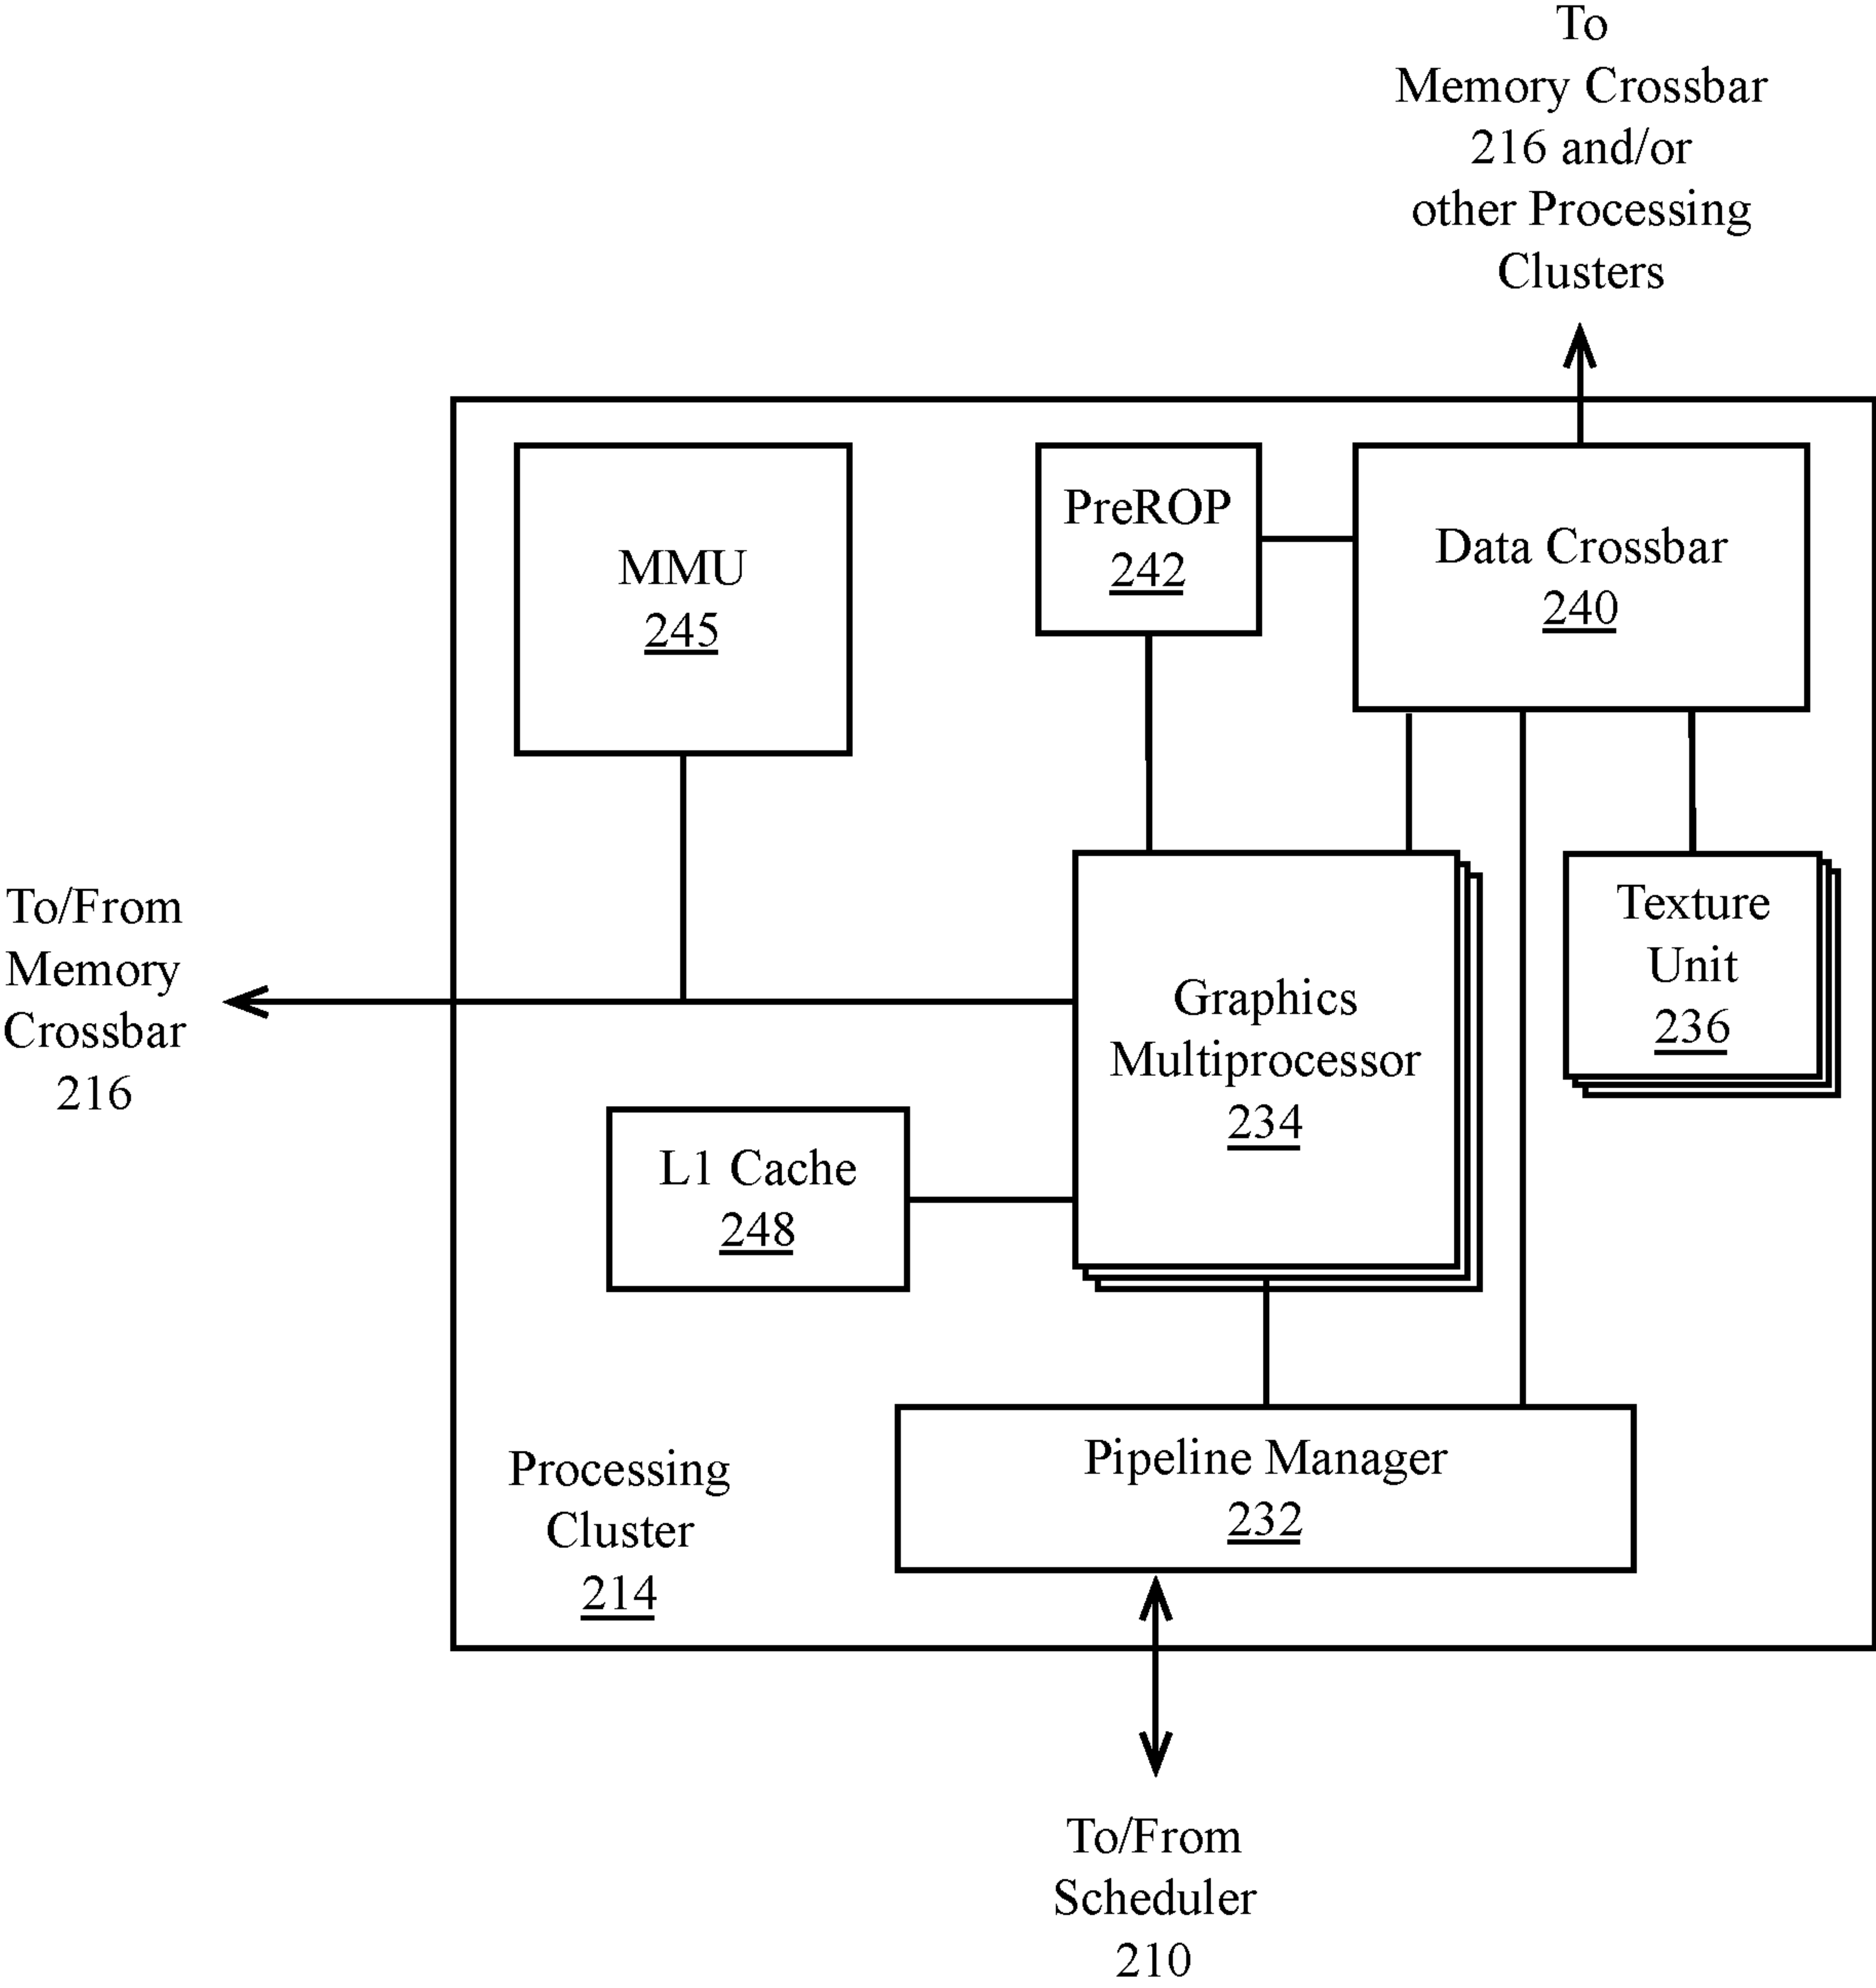 To
Memory Crossbar
216 and/or
other Processing
Clusters
MMU
245
PreROP
242
Data Crossbar
240
To/From
Memory
Crossbar
216
Graphics
Multiprocessor
234
Texture
Unit
236
L1 Cache
248
Processing
Cluster
214
Pipeline Manager
232
To/From
Scheduler
210